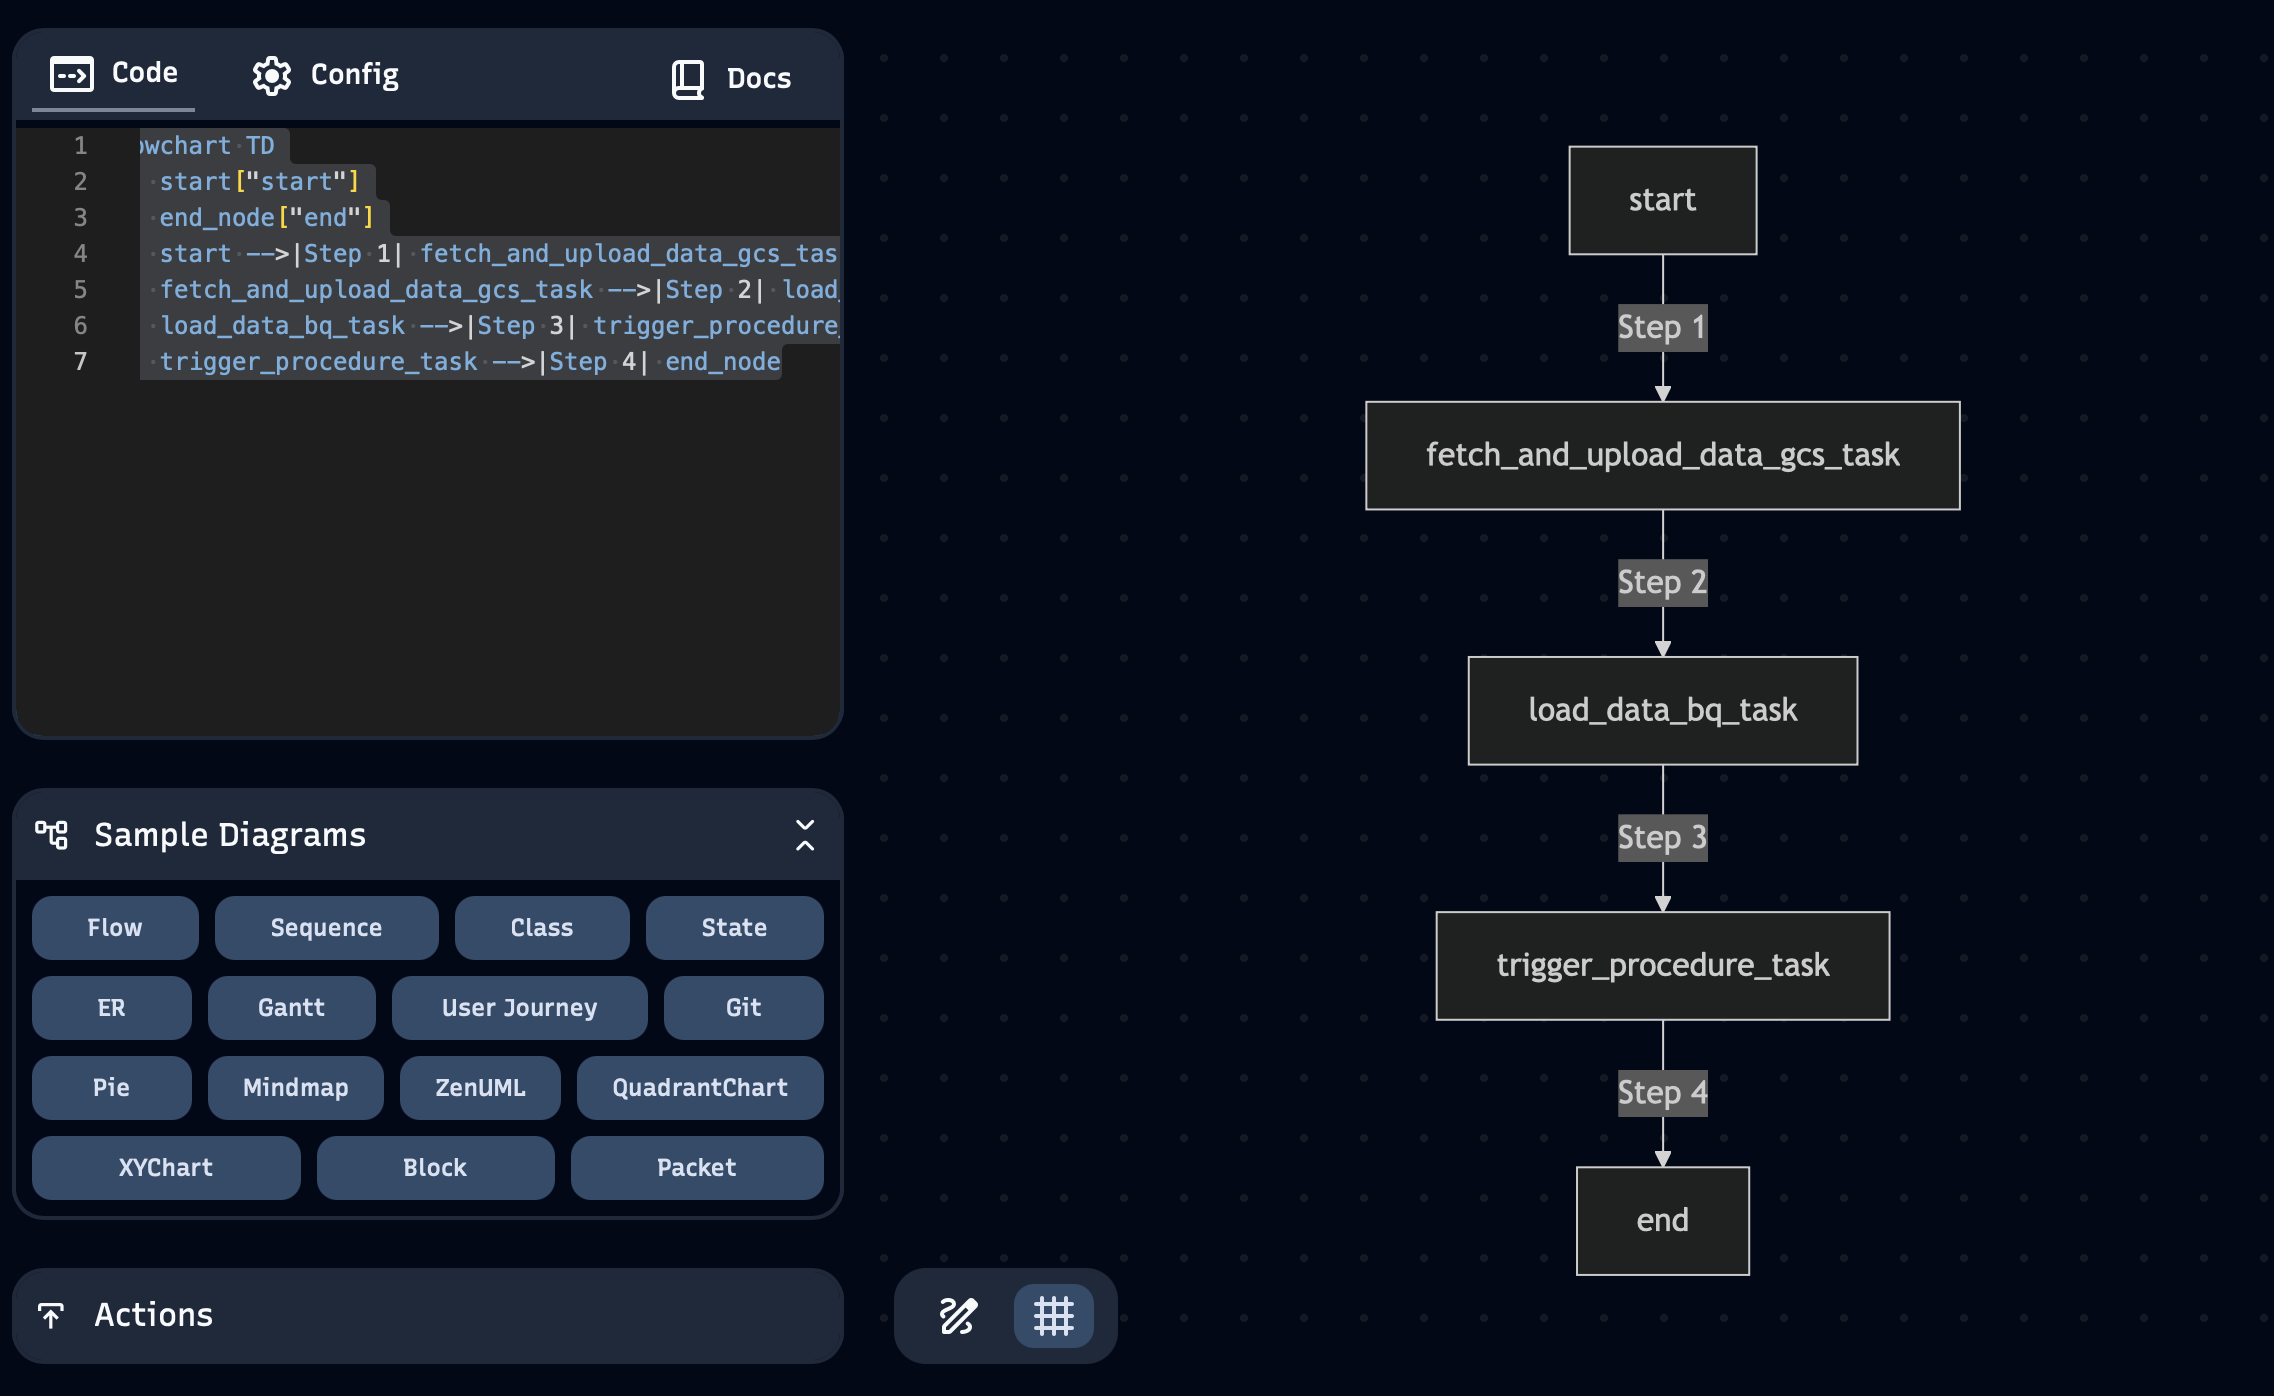 Code
Config
Docs
1 owchart TD
2 start["start"]
3 end_node["end"]
4 start -->|Step 1| fetch_and_upload_data_gcs_tas
5 fetch_and_upload_data_gcs_task -->|Step 2| load_
6 load_data_bq_task -->|Step 3| trigger_procedure_
7 trigger_procedure_task -->|Step 4| end_node
Sample Diagrams
Flow
Sequence
Class
State
ER
Gantt
User Journey
Git
Pie
Mindmap
ZenUML
QuadrantChart
XYChart
Block
Packet
Actions
start
Step 1
fetch_and_upload_data_gcs_task
Step 2
load_data_bq_task
Step 3
trigger_procedure_task
Step 4
end